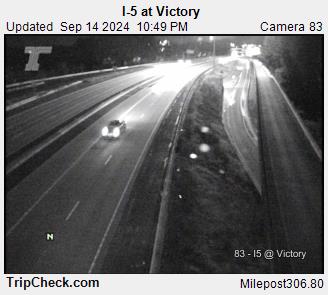 I-5 at Victory
Updated Sep 14 2024 10:49 PM Camera 83
T
N
83 - I5 @ Victory
TripCheck.com Milepost306.80